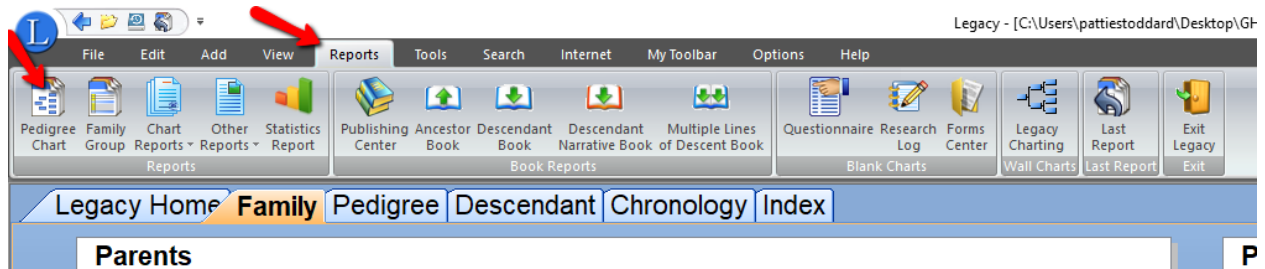 L
Legacy - [C:\Users\pattiestoddard\Desktop\GH
File Edit Add View Reports Tools Search Internet My Toolbar Options Help
Pedigree Family Chart Other Statistics Publishing Ancestor Descendant Descendant Multiple Lines Questionnaire Research Forms Legacy Last Exit
Chart Group Reports Reports Report Center Book Book Narrative Book of Descent Book Log Center Charting Report Legacy
Reports Book Reports Blank Charts Wall Charts Last Report Exit
Legacy Home Family Pedigree Descendant Chronology Index
Parents P